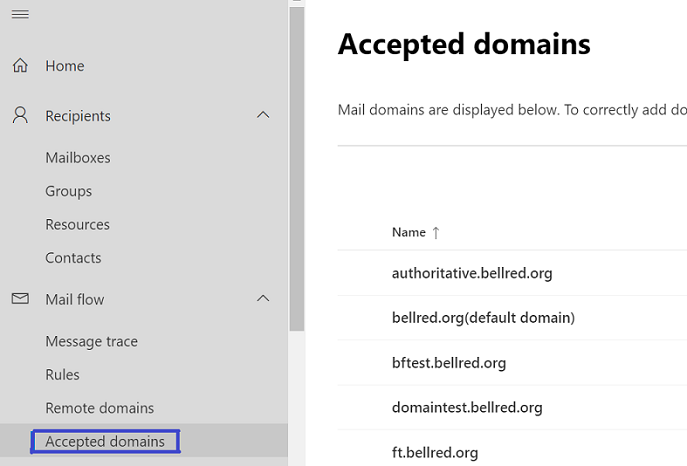 Home
Recipients
Mailboxes
Groups
Resources
Contacts
Mail flow
Message trace
Rules
Remote domains
Accepted domains
Accepted domains
Mail domains are displayed below. To correctly add do
Name ↑
authoritative.bellred.org
bellred.org(default domain)
bftest.bellred.org
domaintest.bellred.org
ft.bellred.org